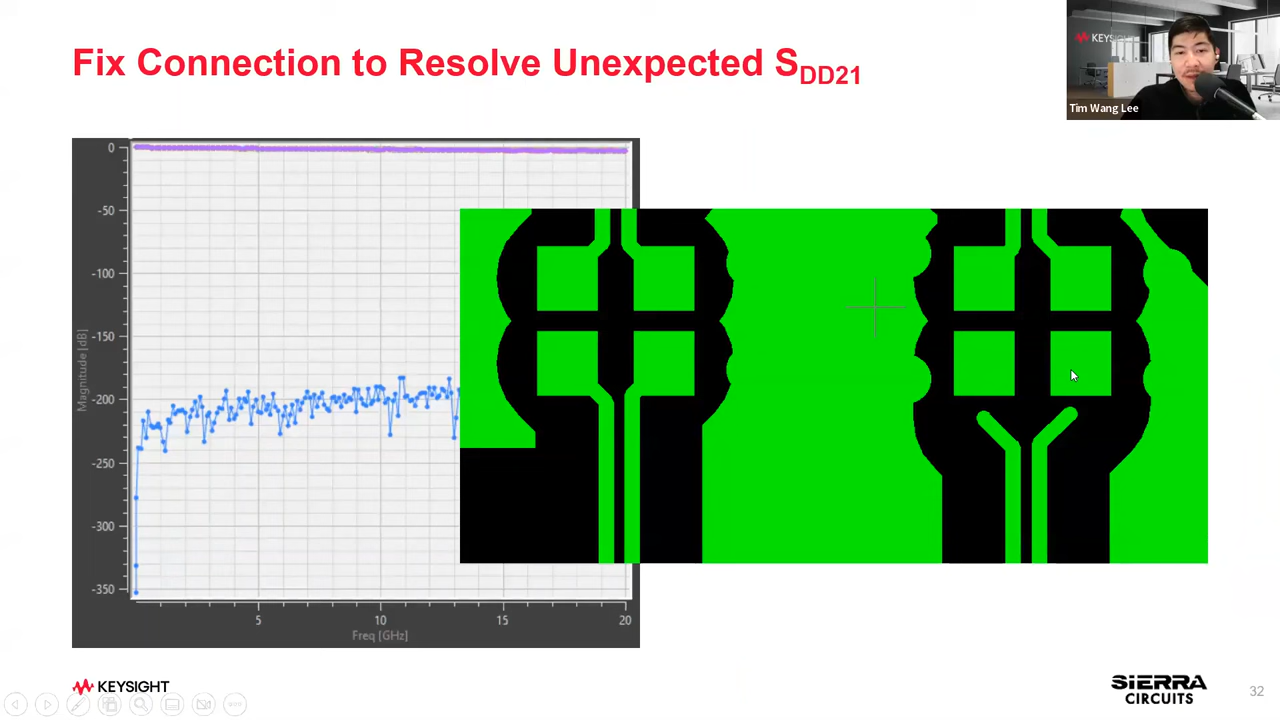 Fix Connection to Resolve Unexpected SDD21
KEYSIGHT
Tim Wang Lee
0
-50
-100
-150
-200
-250
-300
-350
Magnitude [dB]
5
10
15
20
Freq [GHz]
KEYSIGHT
SIERRA
CIRCUITS
32